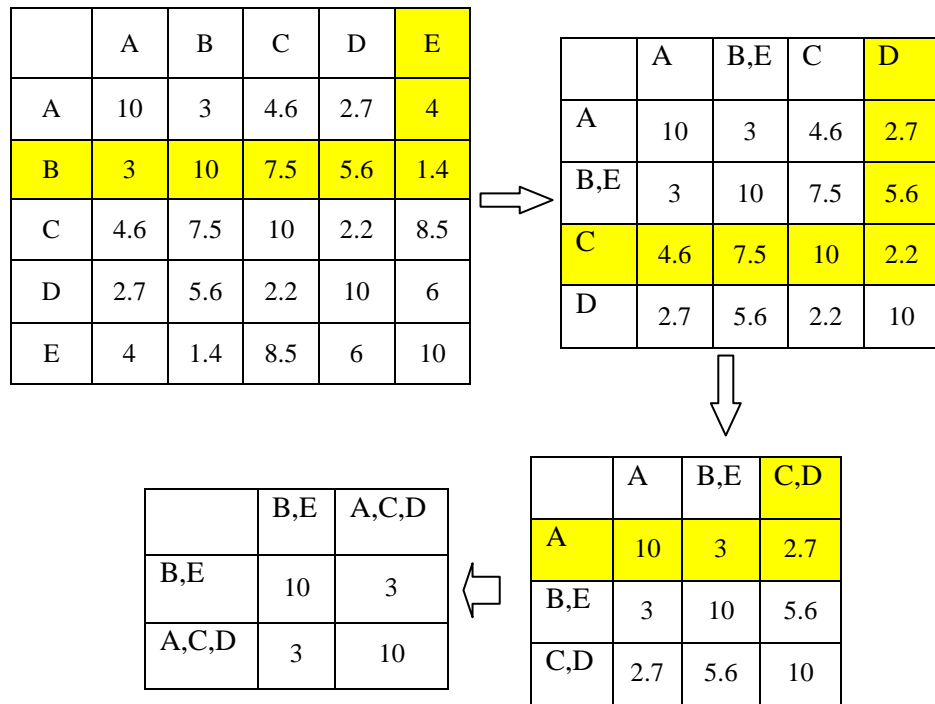 A B C D E
A 10 3 4.6 2.7 4
B 3 10 7.5 5.6 1.4
C 4.6 7.5 10 2.2 8.5
D 2.7 5.6 2.2 10 6
E 4 1.4 8.5 6 10
A B,E C D
A 10 3 4.6 2.7
B,E 3 10 7.5 5.6
C 4.6 7.5 10 2.2
D 2.7 5.6 2.2 10
A B,E C,D
A 10 3 2.7
B,E 3 10 5.6
C,D 2.7 5.6 10
B,E A,C,D
B,E 10 3
A,C,D 3 10